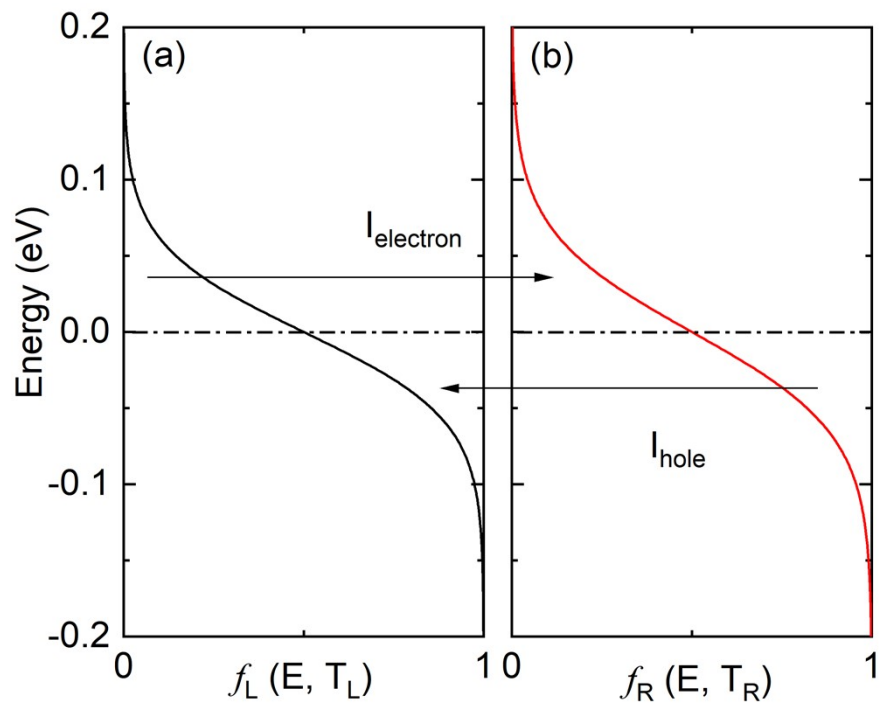 (a)
(b)
Energy (eV)
0.2
0.1
0.0
-0.1
-0.2
I_electron
I_hole
0
1
0
1
f_L (E, T_L)
f_R (E, T_R)